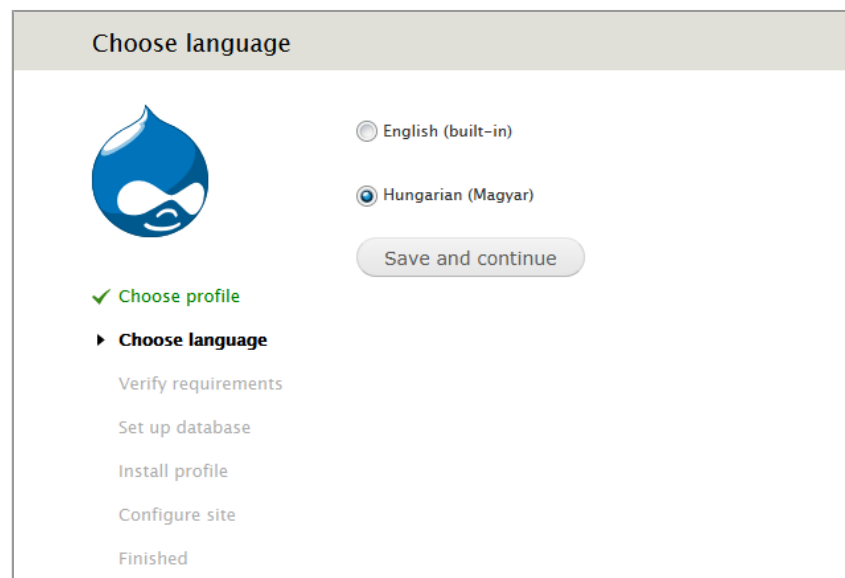 Choose language
English (built-in)
Hungarian (Magyar)
Save and continue
Choose profile
Choose language
Verify requirements
Set up database
Install profile
Configure site
Finished